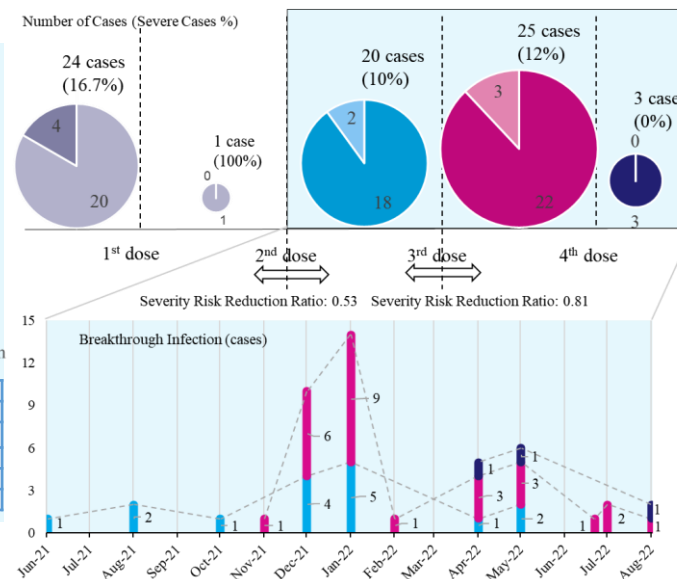 Number of Cases (Severe Cases %)
24 cases
(16.7%)
4
20
1 case
(100%)
0
1
20 cases
(10%)
2
18
25 cases
(12%)
3
22
3 case
(0%)
0
3
1st dose
2nd dose
3rd dose
4th dose
Severity Risk Reduction Ratio: 0.53
Severity Risk Reduction Ratio: 0.81
Breakthrough Infection (cases)
15
12
9
6
3
0
1
2
1
1
6
4
9
5
1
1
3
1
1
3
2
1
2
1
1
Jun-21
Jul-21
Aug-21
Sep-21
Oct-21
Nov-21
Dec-21
Jan-22
Feb-22
Mar-22
Apr-22
May-22
Jun-22
Jul-22
Aug-22